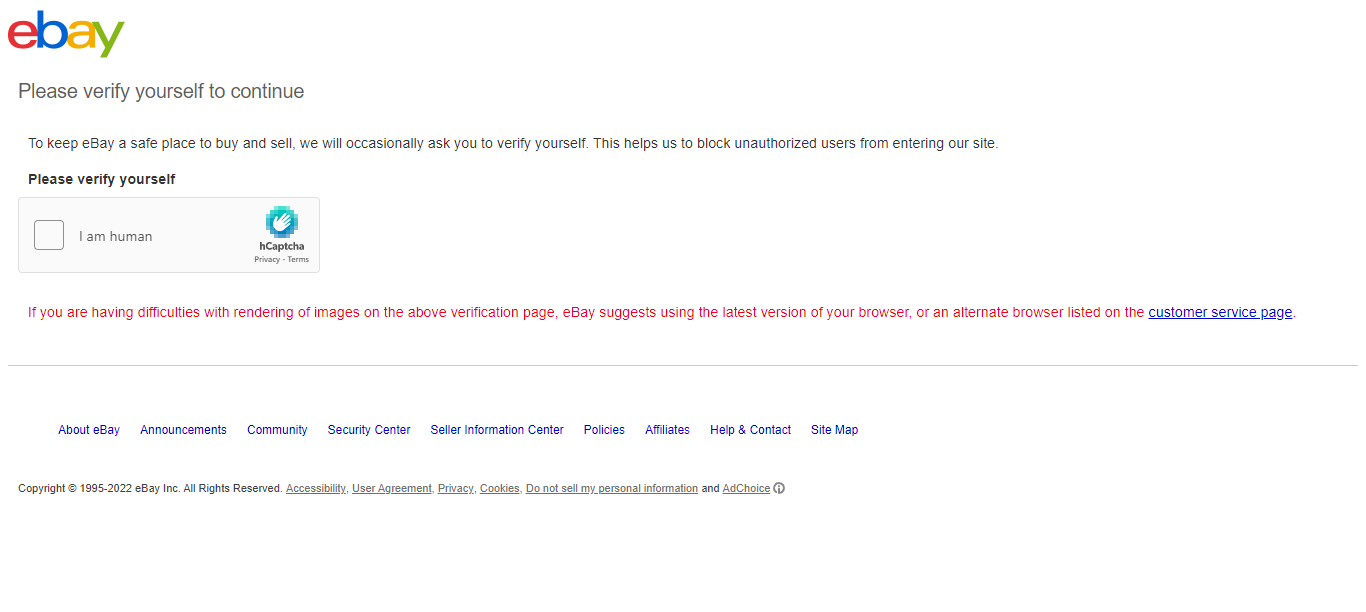 ebay
Please verify yourself to continue
To keep eBay a safe place to buy and sell, we will occasionally ask you to verify yourself. This helps us to block unauthorized users from entering our site.
Please verify yourself
I am human
hCaptcha
Privacy - Terms
If you are having difficulties with rendering of images on the above verification page, eBay suggests using the latest version of your browser, or an alternate browser listed on the customer service page.
About eBay Announcements Community Security Center Seller Information Center Policies Affiliates Help & Contact Site Map
Copyright © 1995-2022 eBay Inc. All Rights Reserved. Accessibility, User Agreement, Privacy, Cookies, Do not sell my personal information and AdChoice